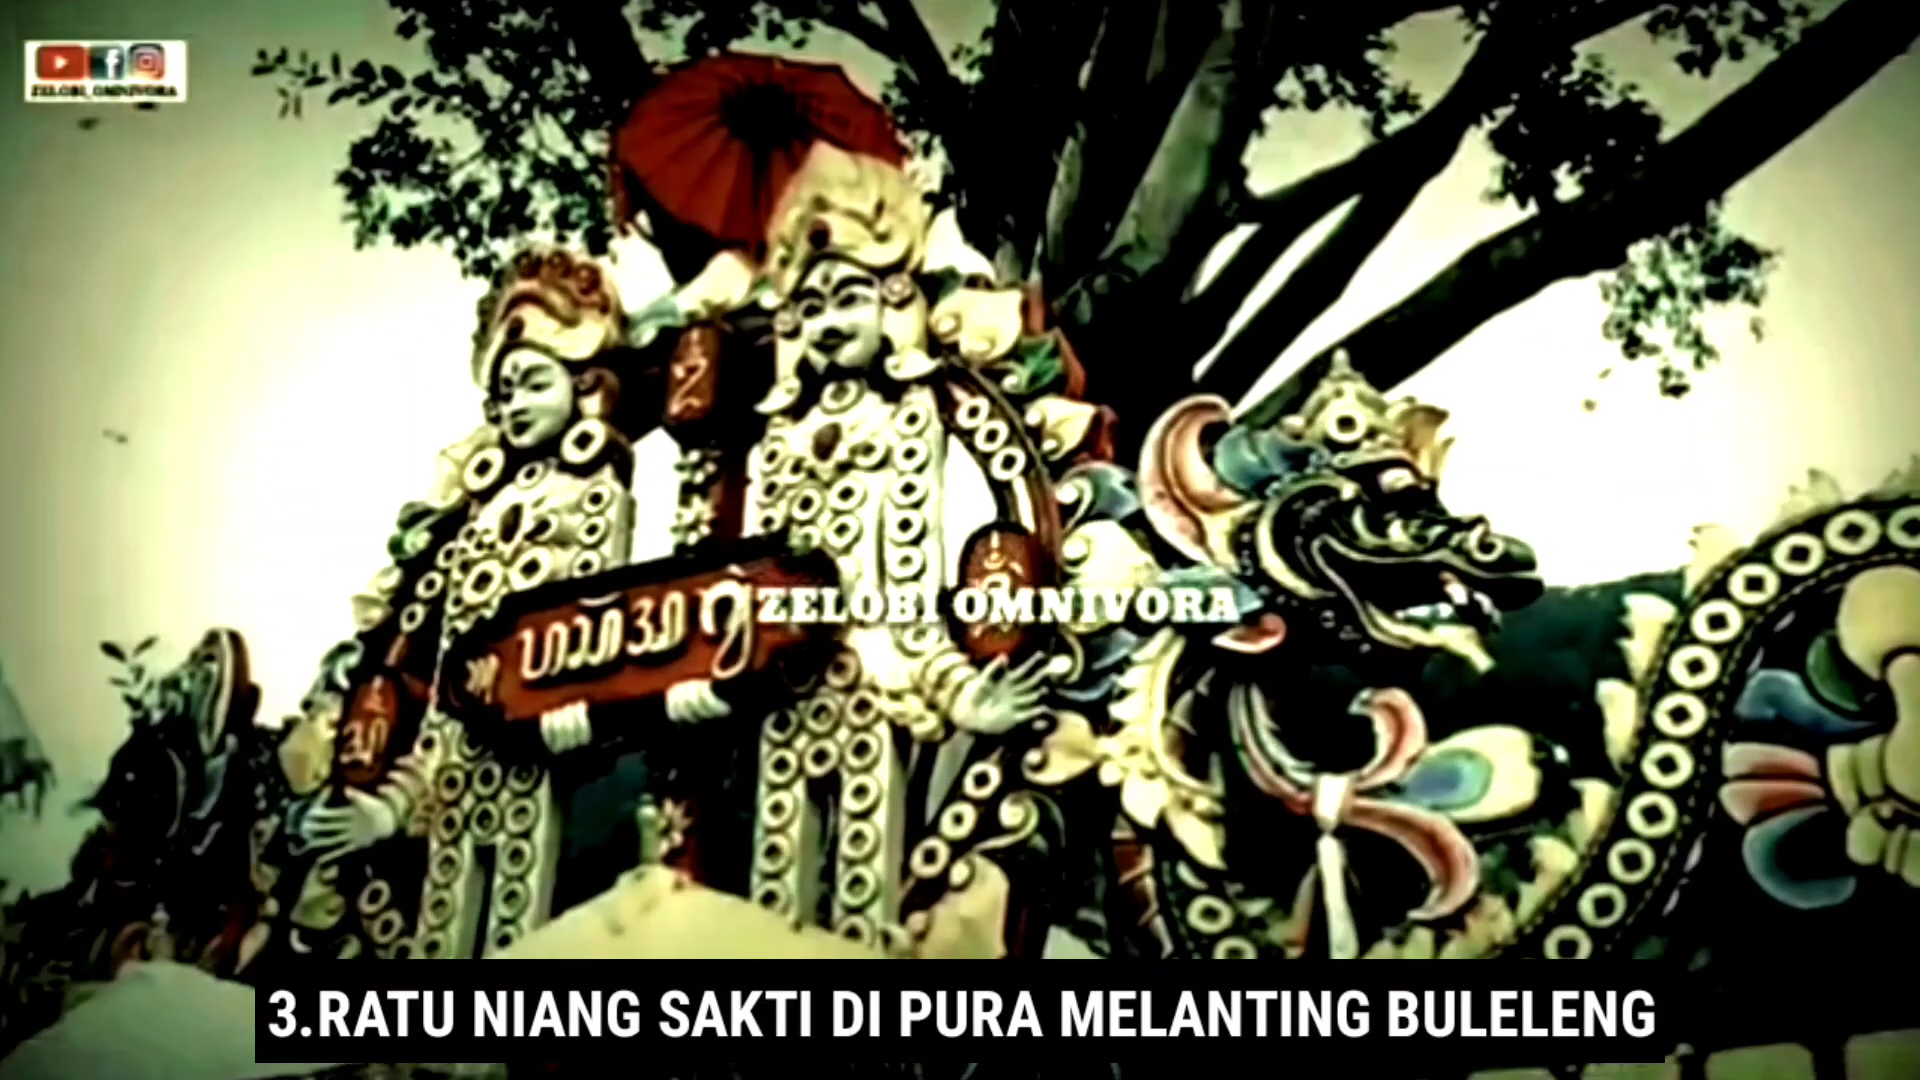 ZELOBI_OMNIVORA
ZELOBI OMNIVORA
3.RATU NIANG SAKTI DI PURA MELANTING BULELENG